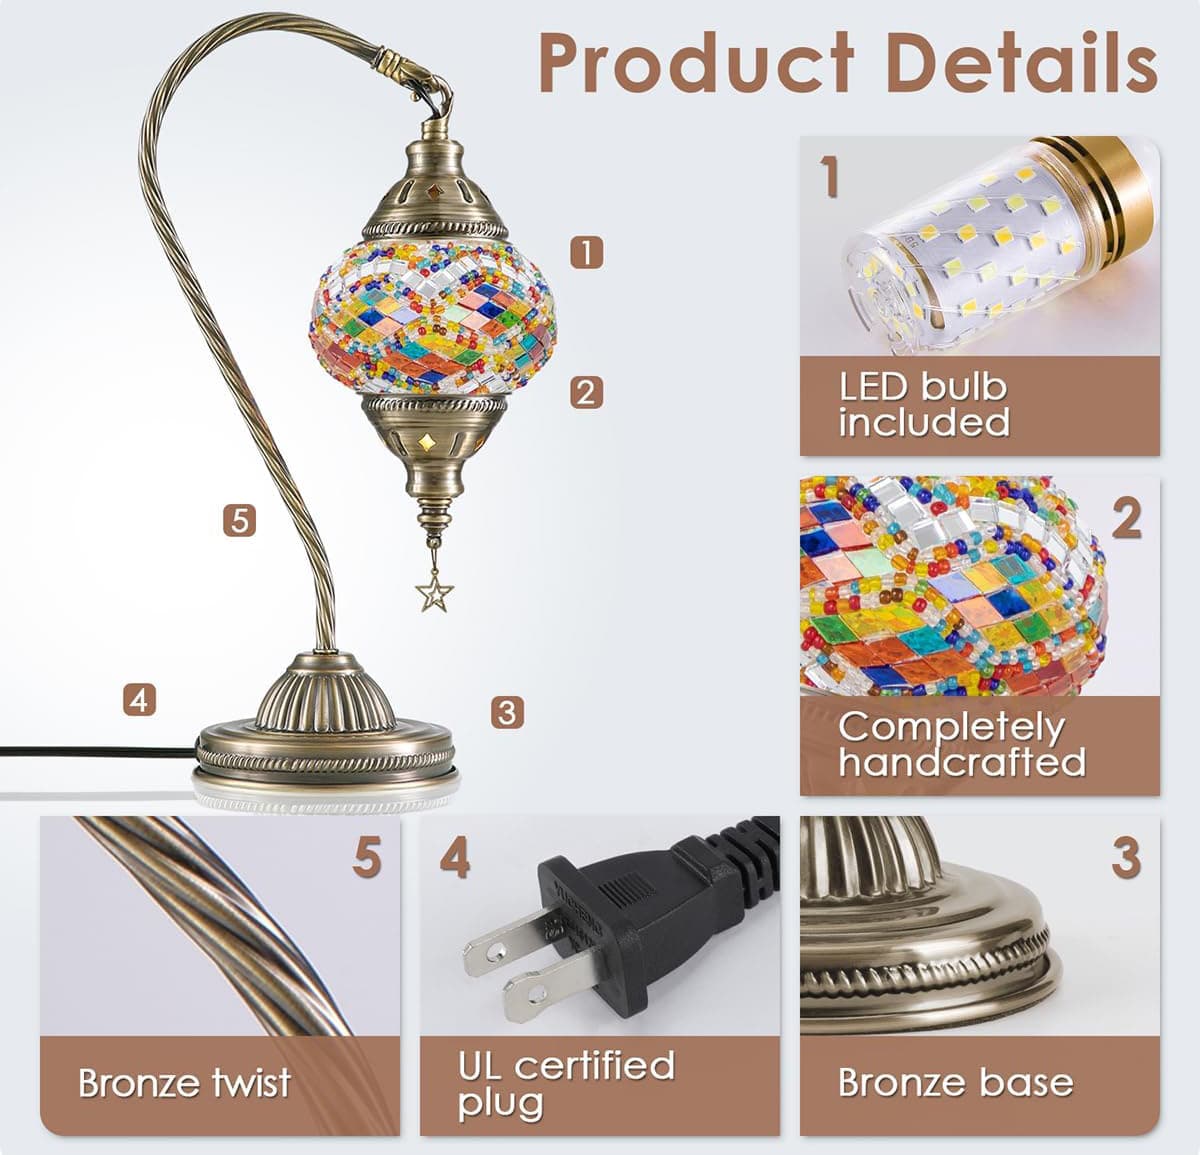 Product Details
1
LED bulb
included
1
2
2
Completely
handcrafted
5
4
3
5
Bronze twist
4
UL certified
plug
3
Bronze base